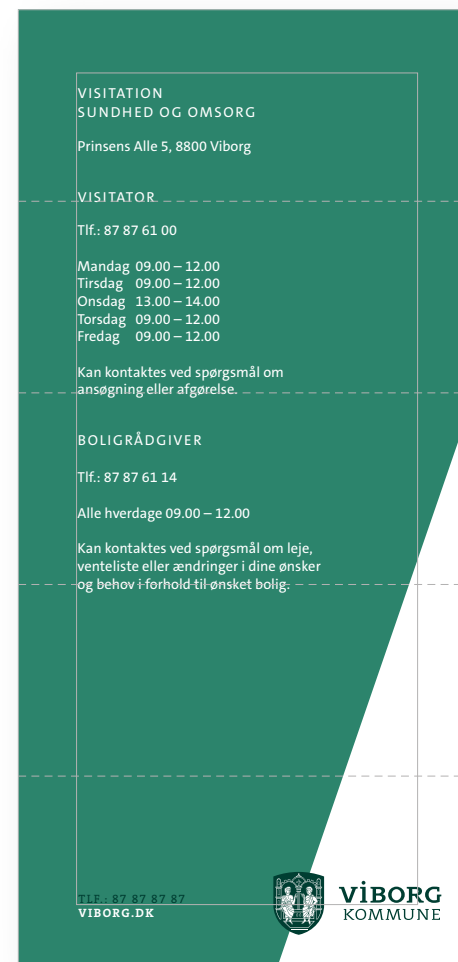 VISITATION
SUNDHED OG OMSORG
Prinsens Alle 5, 8800 Viborg
VISITATOR
Tlf.: 87 87 61 00
Mandag 09.00 – 12.00
Tirsdag 09.00 – 12.00
Onsdag 13.00 – 14.00
Torsdag 09.00 – 12.00
Fredag 09.00 – 12.00
Kan kontaktes ved spørgsmål om
ansøgning eller afgørelse.
BOLIGRÅDGIVER
Tlf.: 87 87 61 14
Alle hverdage 09.00 – 12.00
Kan kontaktes ved spørgsmål om leje,
venteliste eller ændringer i dine ønsker
og behov i forhold til ønsket bolig.
TLF.: 87 87 87 87
VIBORG.DK
VIBORG
KOMMUNE